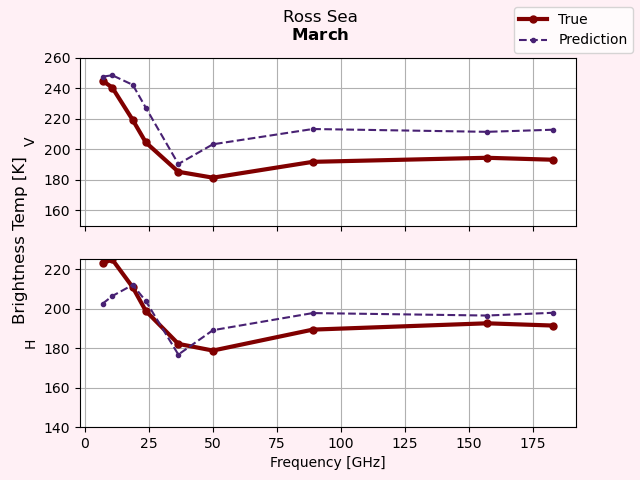 Ross Sea
March
True
Prediction
260
240
220
200
180
160
V
Brightness Temp [K]
220
200
180
160
140
H
0
25
50
75
100
125
150
175
Frequency [GHz]